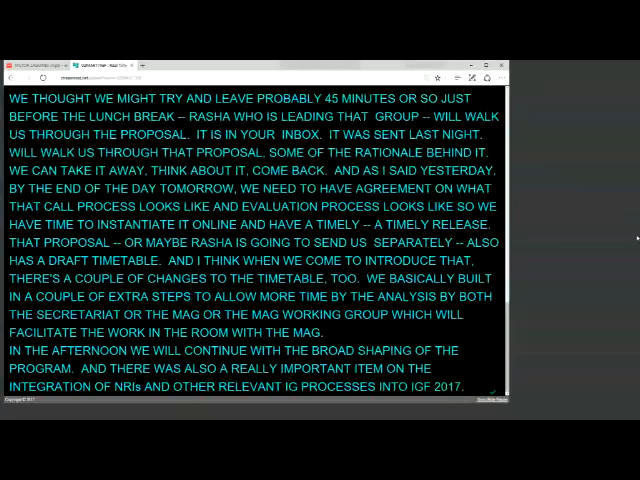 WE THOUGHT WE MIGHT TRY AND LEAVE PROBABLY 45 MINUTES OR SO JUST
BEFORE THE LUNCH BREAK -- RASHA WHO IS LEADING THAT GROUP -- WILL WALK
US THROUGH THE PROPOSAL. IT IS IN YOUR INBOX. IT WAS SENT LAST NIGHT.
WILL WALK US THROUGH THAT PROPOSAL, SOME OF THE RATIONALE BEHIND IT.
WE CAN TAKE IT AWAY, THINK ABOUT IT, COME BACK. AND AS I SAID YESTERDAY,
BY THE END OF THE DAY TOMORROW, WE NEED TO HAVE AGREEMENT ON WHAT
THAT CALL PROCESS LOOKS LIKE AND EVALUATION PROCESS LOOKS LIKE SO WE
HAVE TIME TO INSTANTIATE IT ONLINE AND HAVE A TIMELY -- A TIMELY RELEASE.
THAT PROPOSAL -- OR MAYBE RASHA IS GOING TO SEND US SEPARATELY -- ALSO
HAS A DRAFT TIMETABLE. AND I THINK WHEN WE COME TO INTRODUCE THAT,
THERE'S A COUPLE OF CHANGES TO THE TIMETABLE, TOO. WE BASICALLY BUILT
IN A COUPLE OF EXTRA STEPS TO ALLOW MORE TIME BY THE ANALYSIS BY BOTH
THE SECRETARIAT OR THE MAG OR THE MAG WORKING GROUP WHICH WILL
FACILITATE THE WORK IN THE ROOM WITH THE MAG.
IN THE AFTERNOON WE WILL CONTINUE WITH THE BROAD SHAPING OF THE
PROGRAM. AND THERE WAS ALSO A REALLY IMPORTANT ITEM ON THE
INTEGRATION OF NRIs AND OTHER RELEVANT IG PROCESSES INTO IGF 2017.